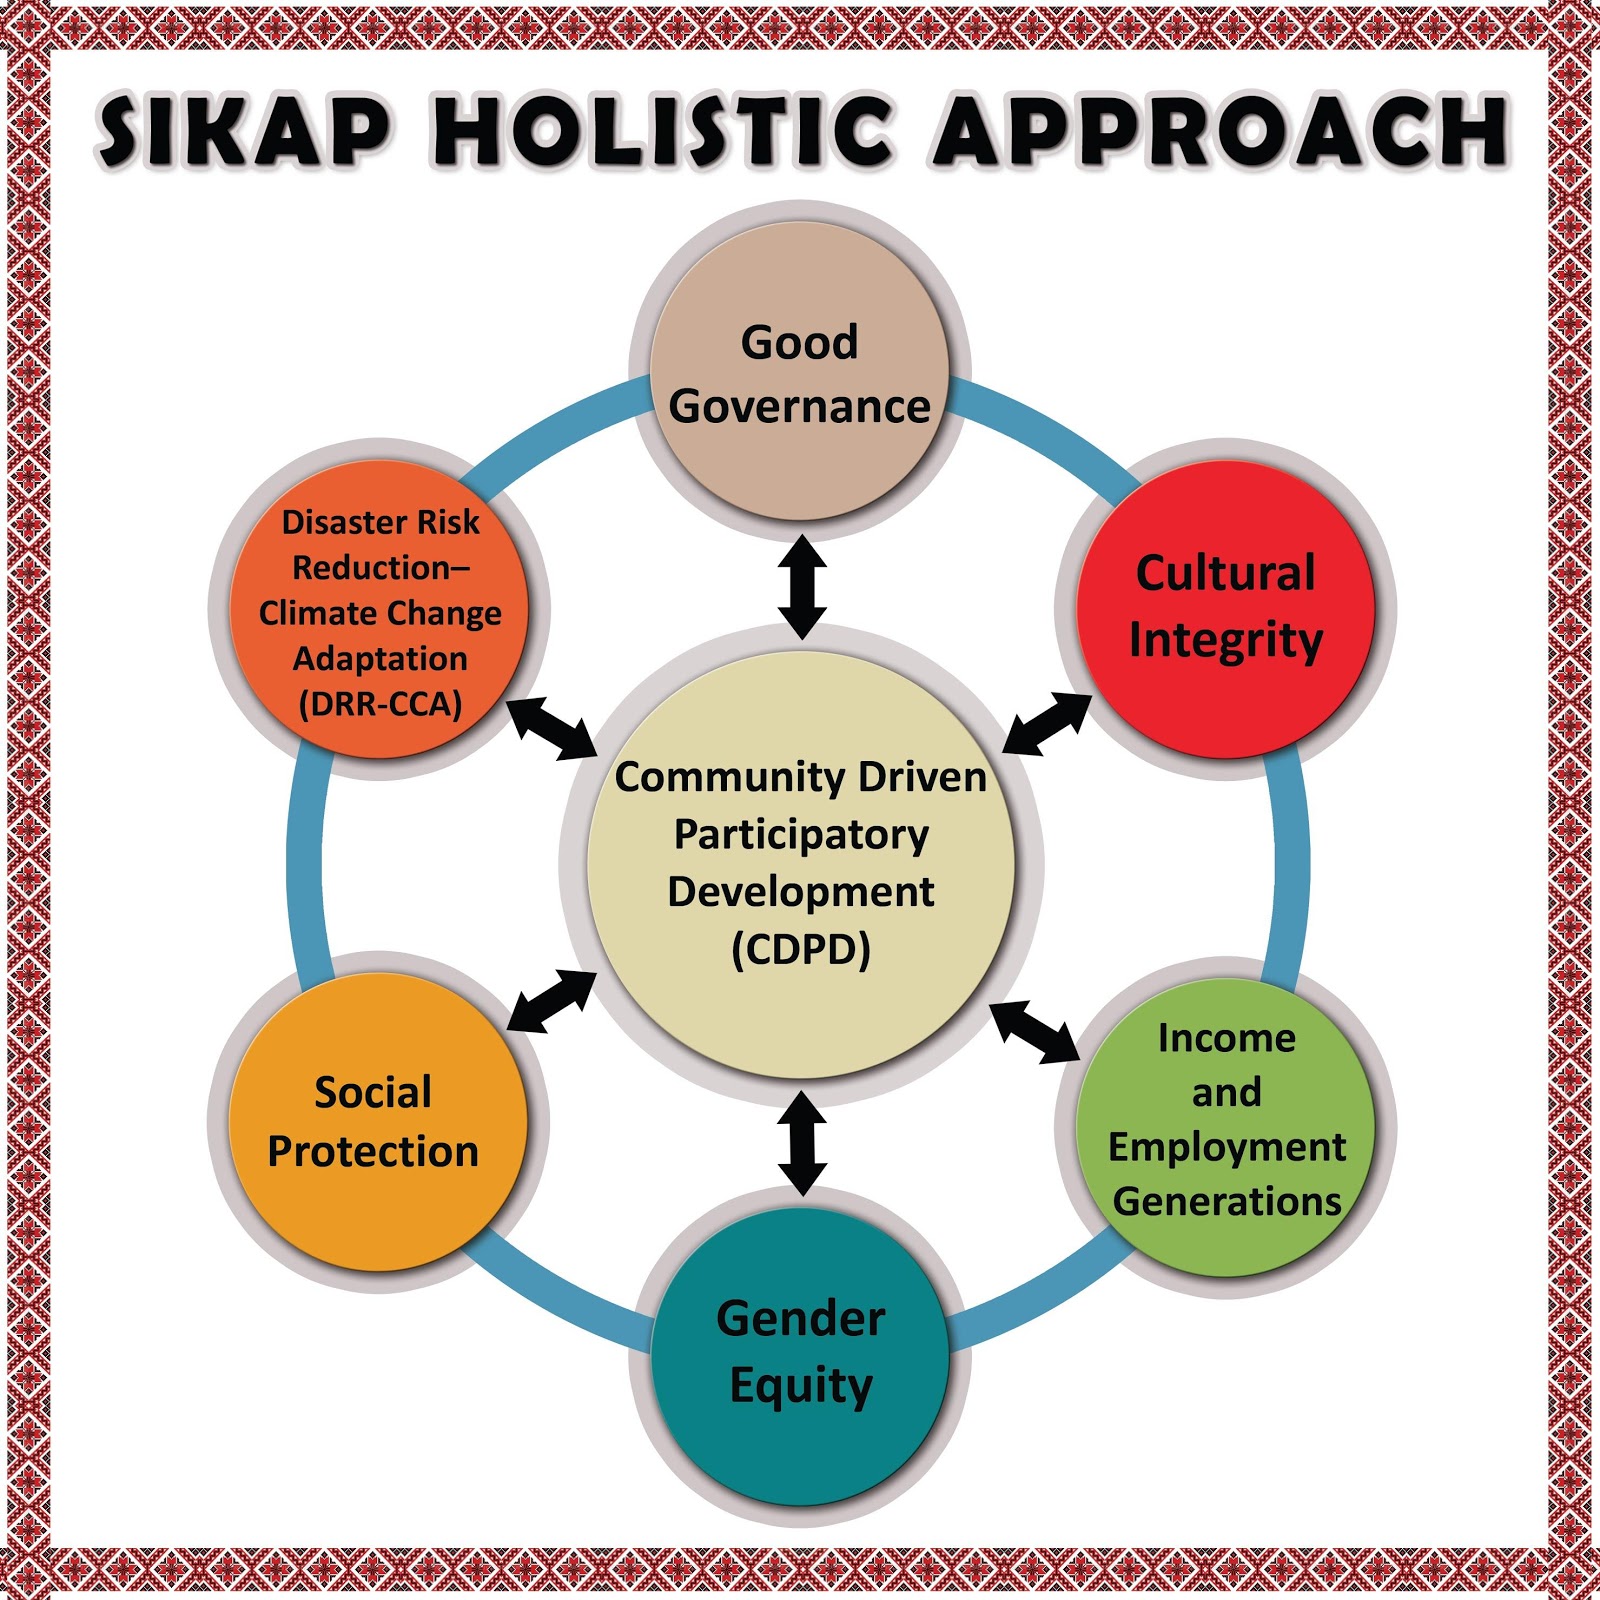 SIKAP HOLISTIC APPROACH
Good
Governance
Cultural
Integrity
Income
and
Employment
Generations
Gender
Equity
Social
Protection
Disaster Risk
Reduction–
Climate Change
Adaptation
(DRR-CCA)
Community Driven
Participatory
Development
(CDPD)